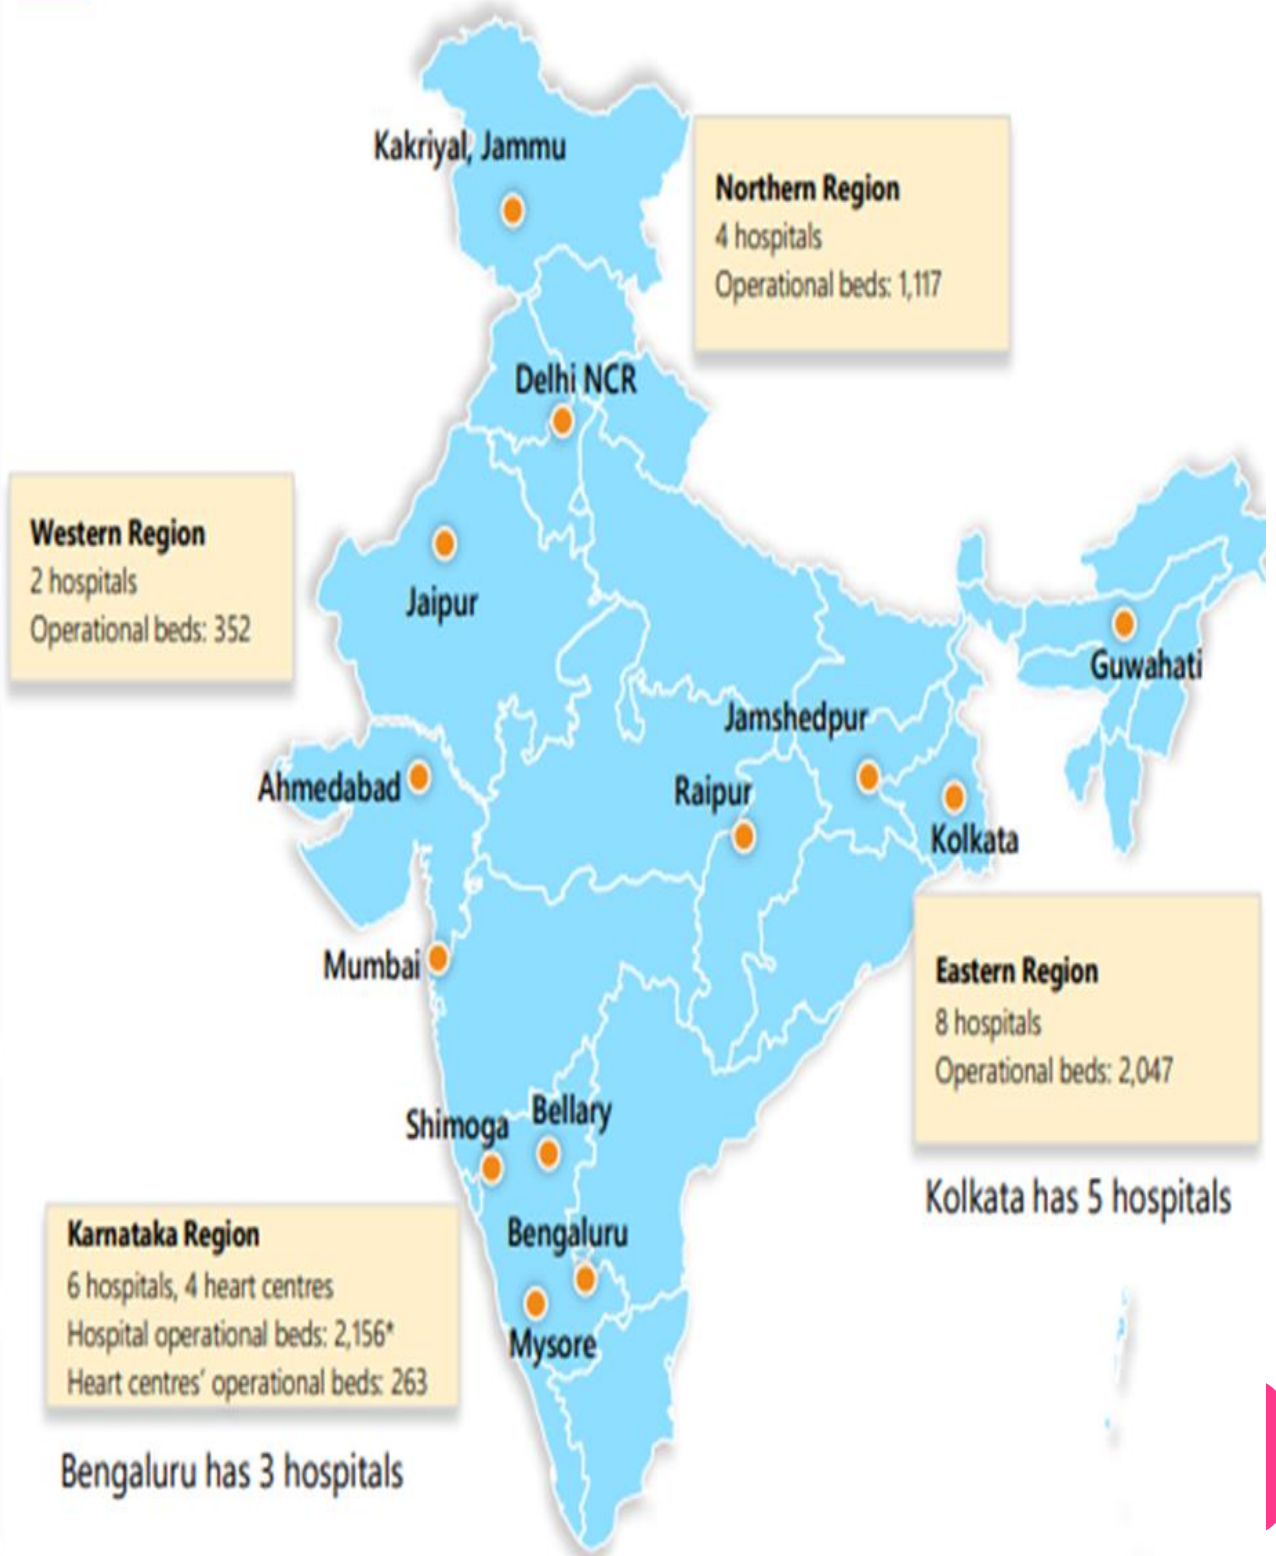 Kakriyal, Jammu
Northern Region
4 hospitals
Operational beds: 1,117
Delhi NCR
Western Region
2 hospitals
Operational beds: 352
Jaipur
Guwahati
Jamshedpur
Ahmedabad
Raipur
Kolkata
Mumbai
Eastern Region
8 hospitals
Operational beds: 2,047
Shimoga
Bellary
Kolkata has 5 hospitals
Karnataka Region
6 hospitals, 4 heart centres
Hospital operational beds: 2,156*
Heart centres' operational beds: 263
Bengaluru
Mysore
Bengaluru has 3 hospitals